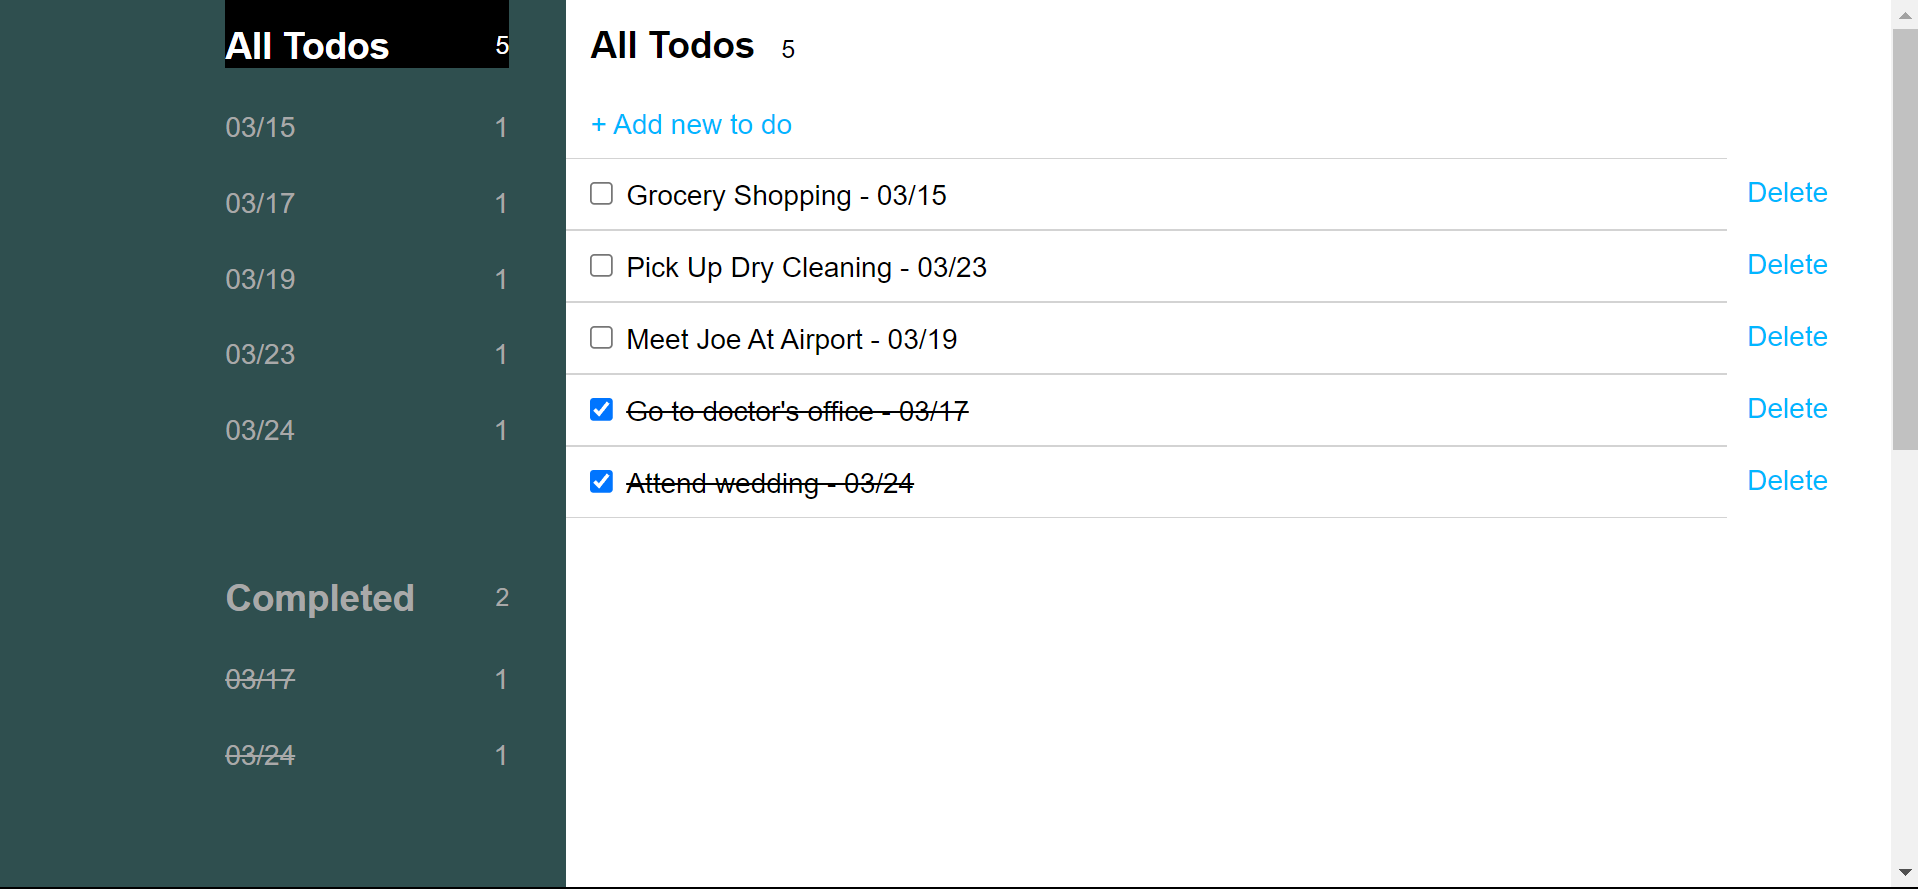 All Todos 5
03/15 1
03/17 1
03/19 1
03/23 1
03/24 1
Completed 2
03/17 1
03/24 1
All Todos 5
+ Add new to do
Grocery Shopping - 03/15 Delete
Pick Up Dry Cleaning - 03/23 Delete
Meet Joe At Airport - 03/19 Delete
Go to doctor's office - 03/17 Delete
Attend wedding - 03/24 Delete